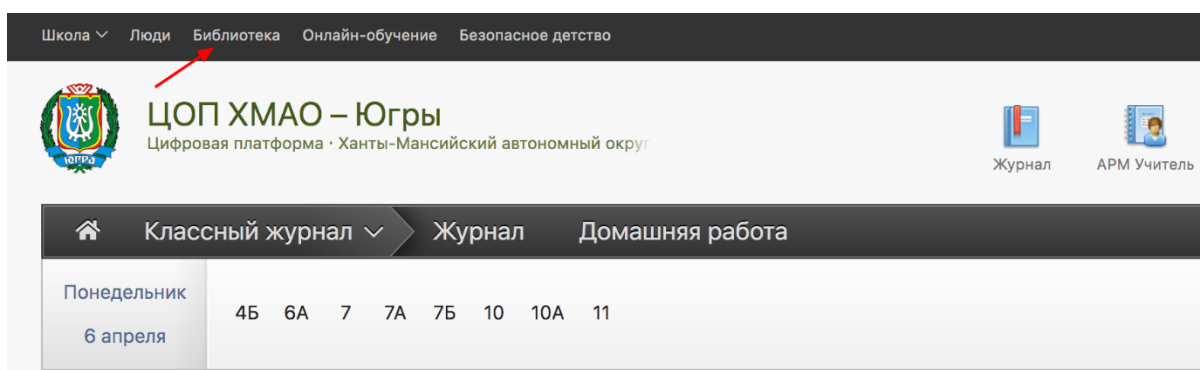 Школа Люди Библиотека Онлайн-обучение Безопасное детство
ЦОП ХМАО – Югры
Цифровая платформа · Ханты-Мансийский автономный округ
ЮГРА
Журнал АРМ Учитель
Классный журнал Журнал Домашняя работа
Понедельник
6 апреля
4Б 6А 7 7А 7Б 10 10А 11